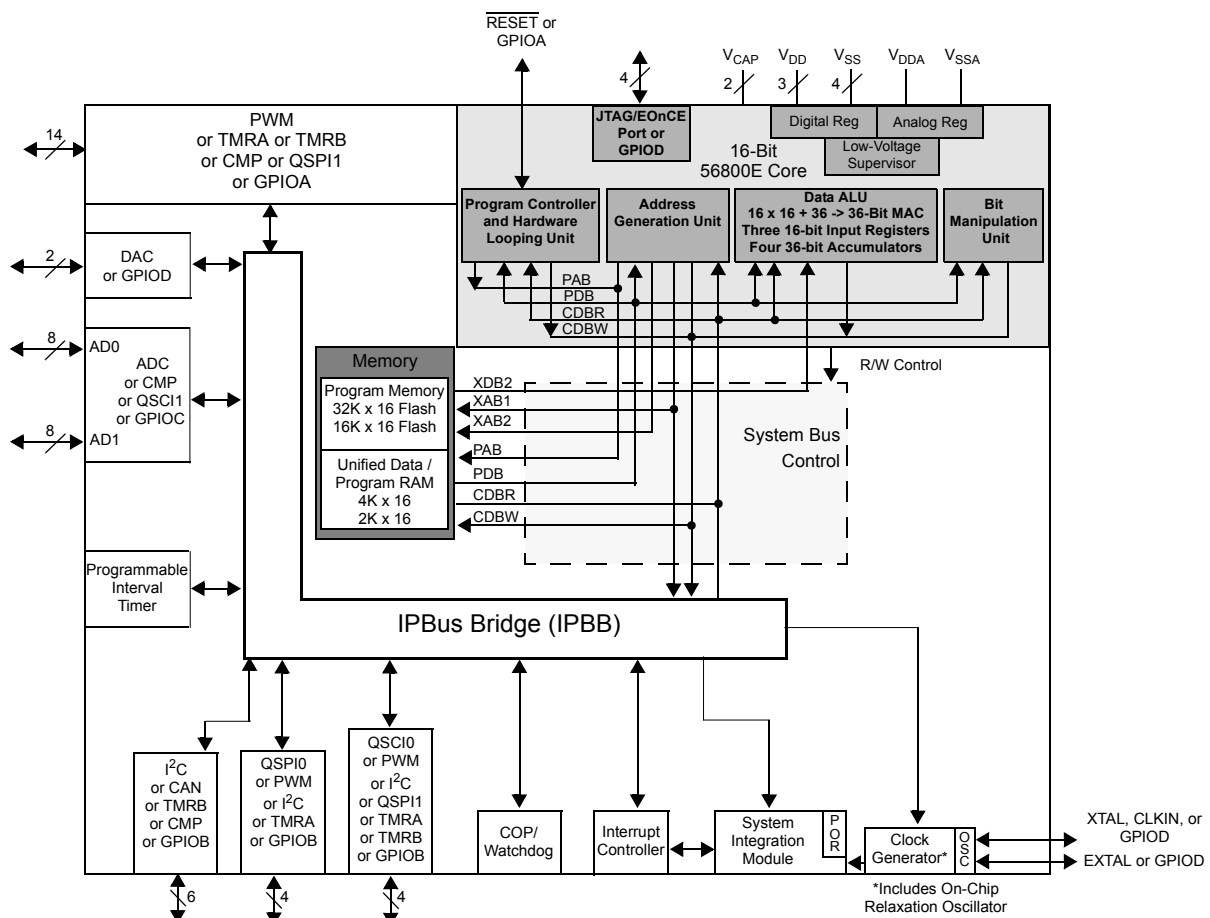 RESET or
GPIOA
4
VCAP
VDD
VSS
VDDA
VSSA
2
3
4
14
PWM
or TMRA or TMRB
or CMP or QSPI1
or GPIOA
JTAG/EOnCE
Port or
GPIOD
Digital Reg
Analog Reg
Low-Voltage
Supervisor
16-Bit
56800E Core
Program Controller
and Hardware
Looping Unit
Address
Generation Unit
Data ALU
16 x 16 + 36 -> 36-Bit MAC
Three 16-bit Input Registers
Four 36-bit Accumulators
Bit
Manipulation
Unit
PAB
PDB
CDBR
CDBW
2
DAC
or GPIOD
8
AD0
ADC
or CMP
or QSCI1
or GPIOC
8
AD1
Memory
Program Memory
32K x 16 Flash
16K x 16 Flash
Unified Data /
Program RAM
4K x 16
2K x 16
XDB2
XAB1
XAB2
PAB
PDB
CDBR
CDBW
R/W Control
System Bus
Control
Programmable
Interval
Timer
IPBus Bridge (IPBB)
I²C
or CAN
or TMRB
or CMP
or GPIOB
6
QSPI0
or PWM
or I²C
or TMRA
or GPIOB
4
QSCI0
or PWM
or I²C
or QSPI1
or TMRA
or TMRB
or GPIOB
4
COP/
Watchdog
Interrupt
Controller
System
Integration
Module
POR
Clock
Generator*
OSC
XTAL, CLKIN, or
GPIOD
EXTAL or GPIOD
*Includes On-Chip
Relaxation Oscillator